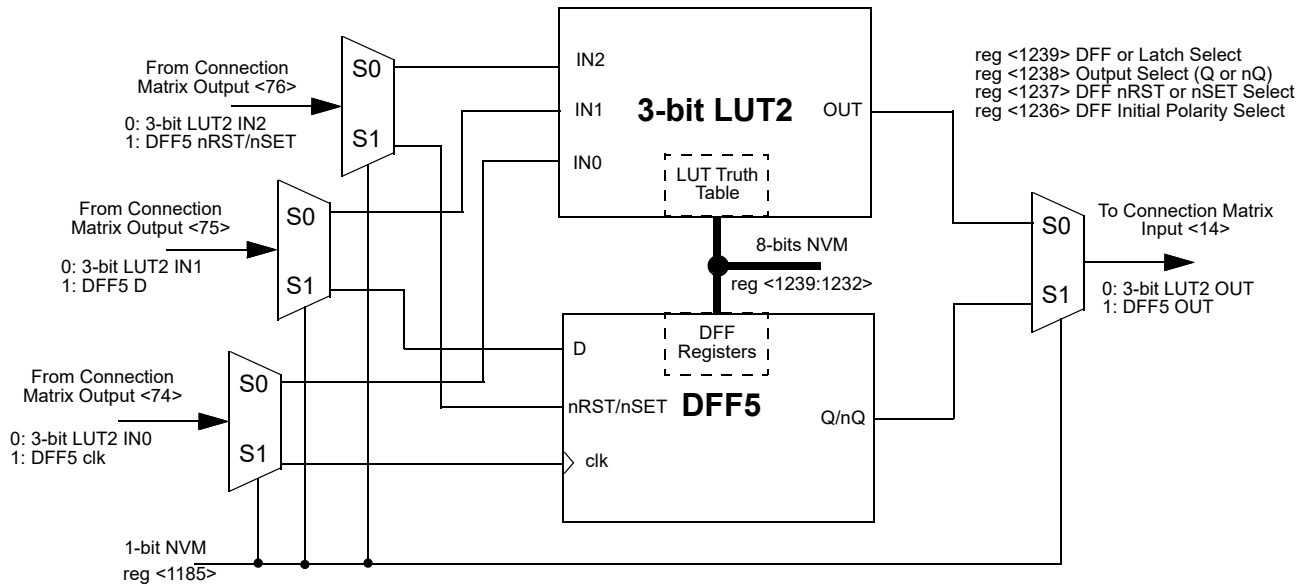 From Connection
Matrix Output <76>
0: 3-bit LUT2 IN2
1: DFF5 nRST/nSET
S0
S1
From Connection
Matrix Output <75>
0: 3-bit LUT2 IN1
1: DFF5 D
S0
S1
From Connection
Matrix Output <74>
0: 3-bit LUT2 IN0
1: DFF5 clk
S0
S1
1-bit NVM
reg <1185>
IN2
IN1
IN0
3-bit LUT2
OUT
LUT Truth
Table
8-bits NVM
reg <1239:1232>
DFF
Registers
D
nRST/nSET
clk
DFF5
Q/nQ
reg <1239> DFF or Latch Select
reg <1238> Output Select (Q or nQ)
reg <1237> DFF nRST or nSET Select
reg <1236> DFF Initial Polarity Select
S0
S1
To Connection Matrix
Input <14>
0: 3-bit LUT2 OUT
1: DFF5 OUT